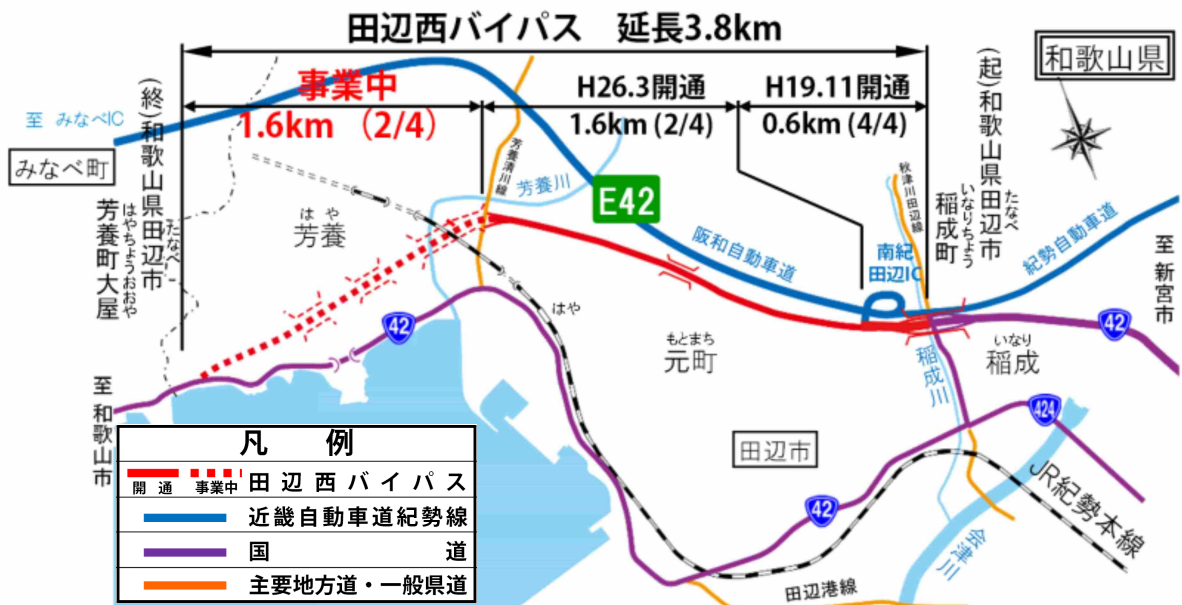 田辺西バイパス 延長3.8km
和歌山県
事業中
1.6km (2/4)
H26.3開通
1.6km (2/4)
H19.11開通
0.6km (4/4)
至 みなべIC
みなべ町
(終)和歌山県田辺市
たなべ
芳養町大屋
はやちょうおおや
(起)和歌山県田辺市
たなべ
稲成町
いなりちょう
芳養清川線
芳養川
秋津川田辺線
はや
芳養
E42
阪和自動車道
南紀
田辺IC
紀勢自動車道
至 新宮市
42
はや
42
もとまち
元町
稲成川
いなり
稲成
至 和歌山市
424
田辺市
42
JR紀勢本線
会津川
田辺港線
凡 例
開通 事業中 田辺西バイパス
近畿自動車道紀勢線
国 道
主要地方道・一般県道